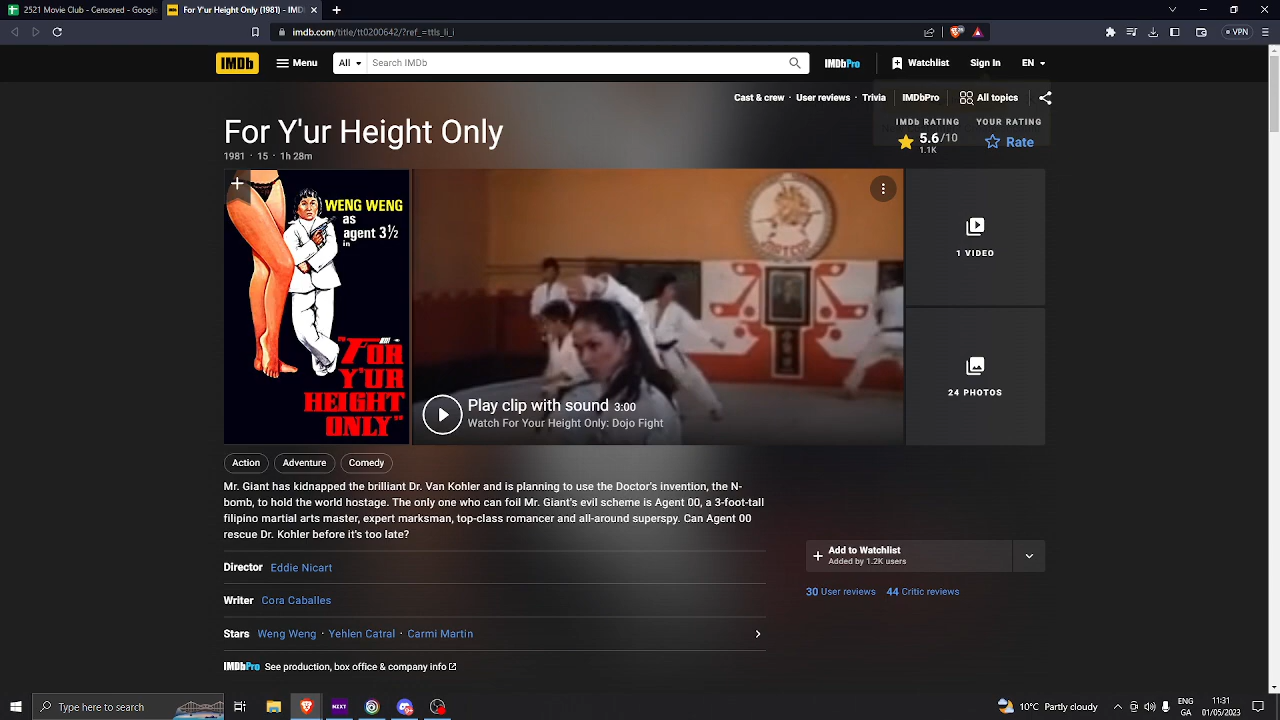 2521 Movie Club - Censored - Google
For Y'ur Height Only (1981) - IMD
imdb.com/title/tt0200642/?ref_=ttls_li_i
VPN
IMDb
Menu
All
Search IMDb
IMDbPro
Watchlist
Sign In
EN
Cast & crew · User reviews · Trivia
IMDbPro
All topics
For Y'ur Height Only
1981 · 15 · 1h 28m
IMDb RATING
YOUR RATING
5.6/10
1.1K
Rate
WENG WENG
as
agent 3½
in
"FOR
Y'UR
HEIGHT
ONLY"
Play clip with sound 3:00
Watch For Your Height Only: Dojo Fight
1 VIDEO
24 PHOTOS
Action
Adventure
Comedy
Mr. Giant has kidnapped the brilliant Dr. Van Kohler and is planning to use the Doctor's invention, the N-
bomb, to hold the world hostage. The only one who can foil Mr. Giant's evil scheme is Agent 00, a 3-foot-tall
filipino martial arts master, expert marksman, top-class romancer and all-around superspy. Can Agent 00
rescue Dr. Kohler before it's too late?
Director Eddie Nicart
Writer Cora Caballes
Stars Weng Weng · Yehlen Catral · Carmi Martin
IMDbPro See production, box office & company info
Add to Watchlist
Added by 1.2K users
30 User reviews
44 Critic reviews
Type here to search
NEXT
10°C Partly cloudy
ENG
GA
11:31
01/05/2023